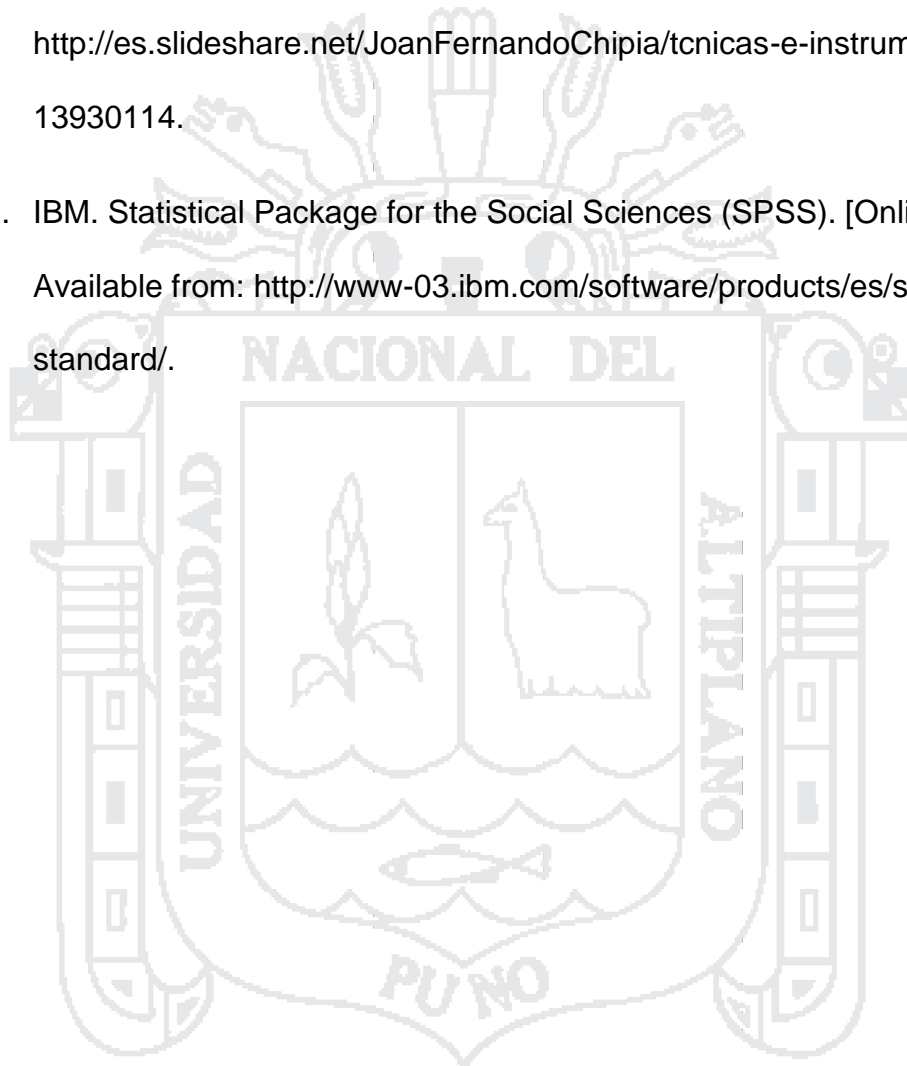 http://es.slideshare.net/JoanFernandoChipia/tcnicas-e-instrum
13930114.
. IBM. Statistical Package for the Social Sciences (SPSS). [Onli
Available from: http://www-03.ibm.com/software/products/es/s
standard/.
NACIONAL DEL
UNIVERSIDAD
ALTIPLANO
PUNO